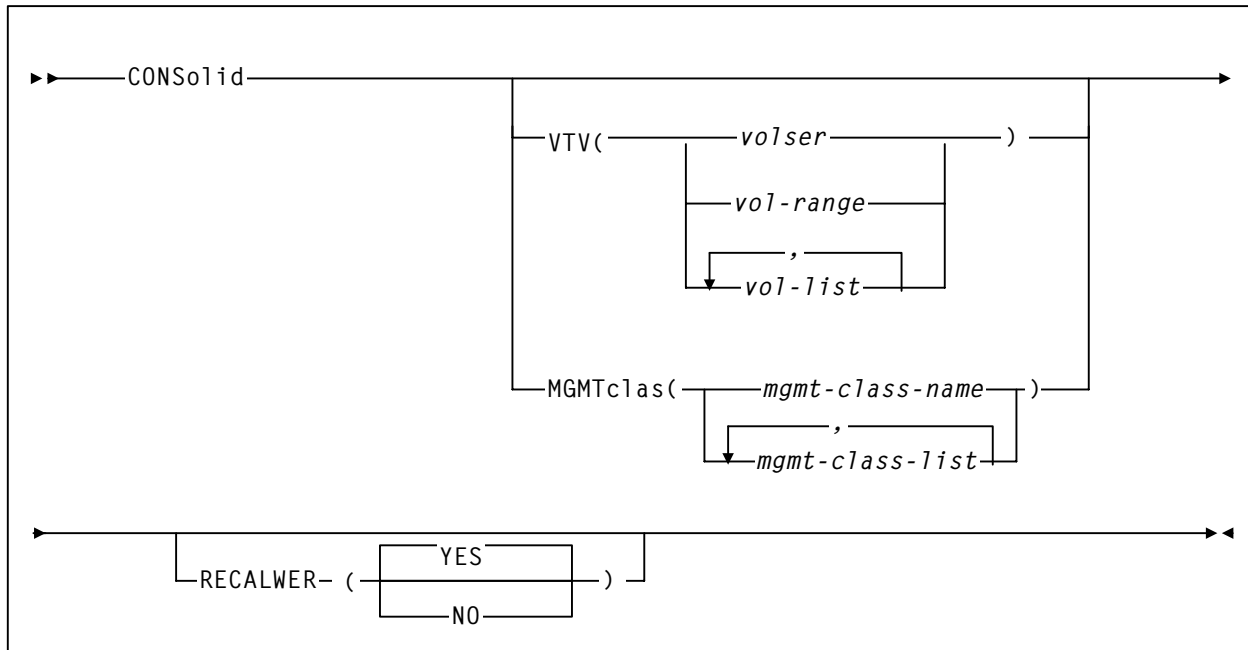 CONSolid
VTV( volser )
vol-range
,
vol-list
MGMTclas( mgmt-class-name )
,
mgmt-class-list
YES
RECALWER ( )
NO